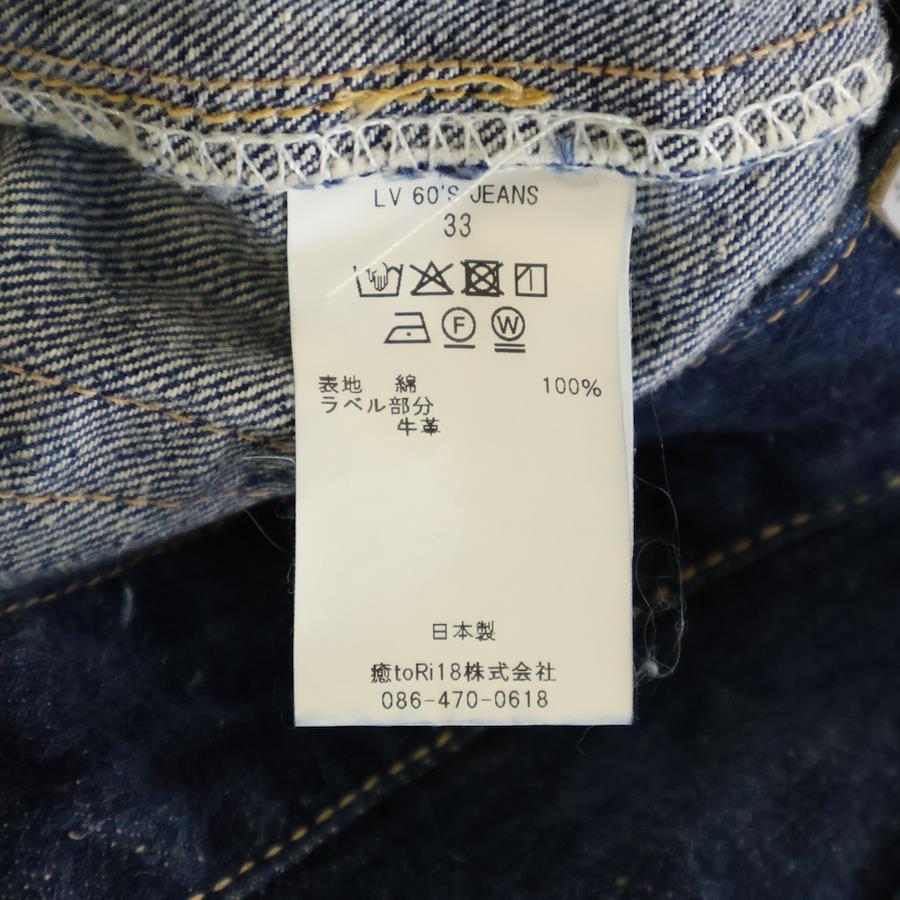 LV 60'S JEANS
33
F W
表地 綿 100%
ラベル部分
牛革
日本製
癒toRi18株式会社
086-470-0618